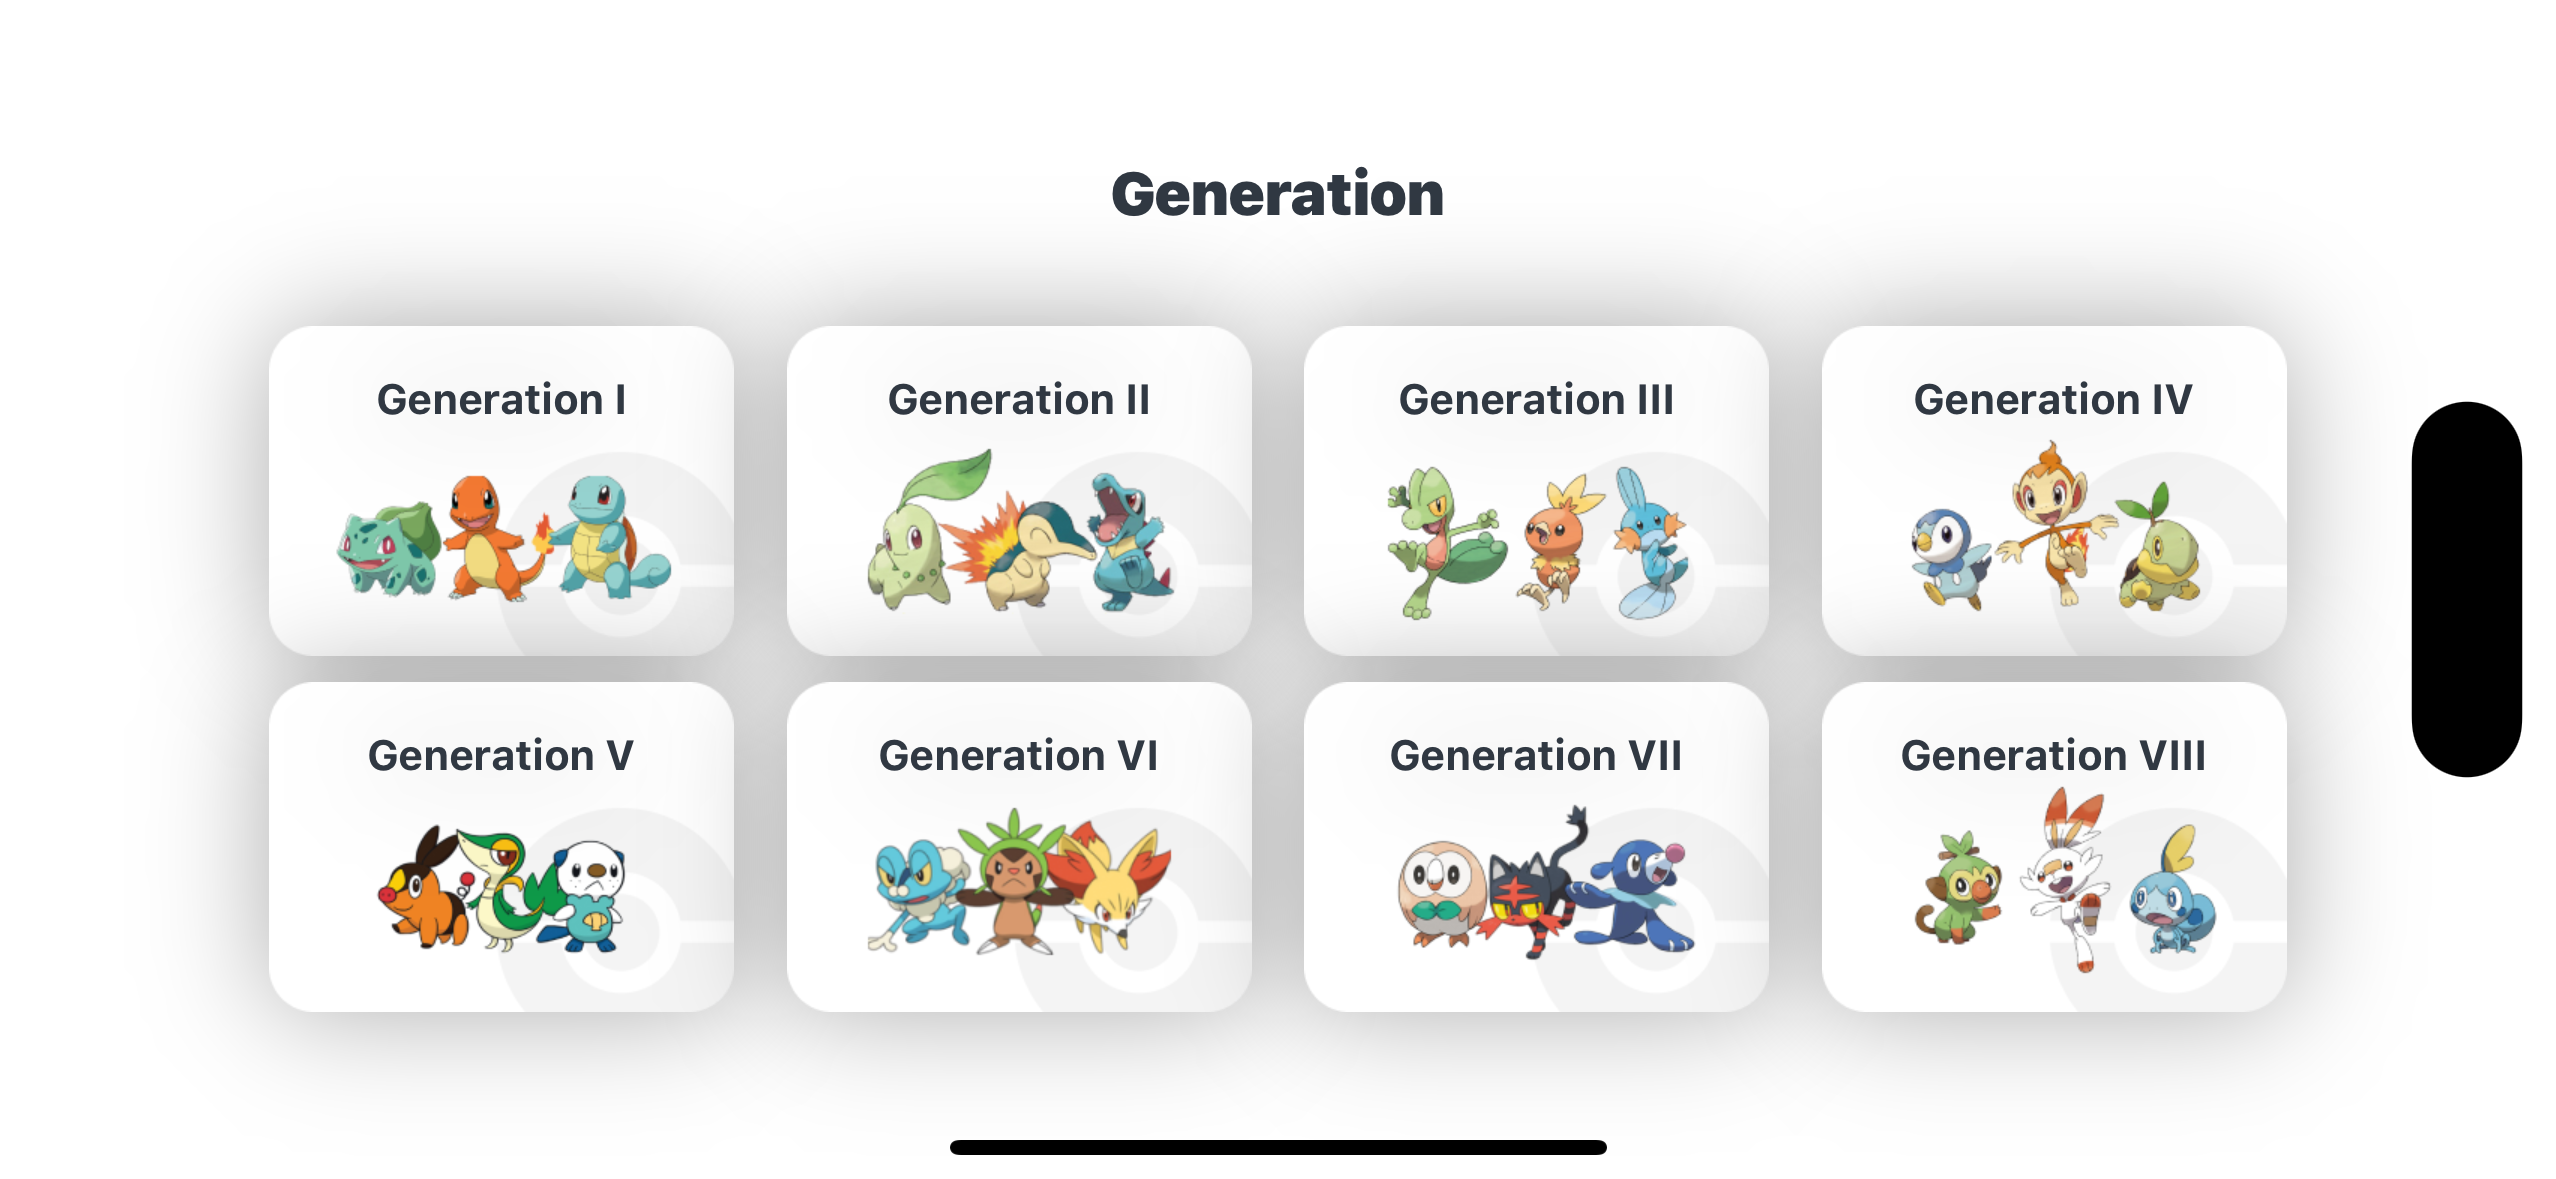 Generation
Generation I
Generation II
Generation III
Generation IV
Generation V
Generation VI
Generation VII
Generation VIII